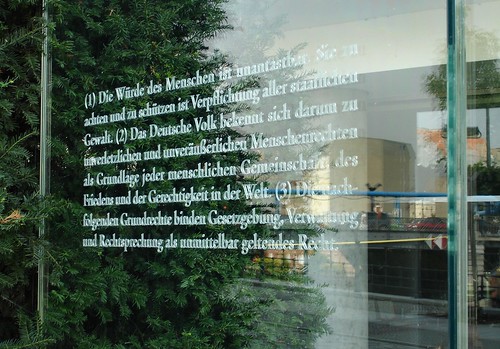 (1) Die Würde des Menschen ist unantastbar. Sie zu
achten und zu schützen ist Verpflichtung aller staatlichen
Gewalt. (2) Das Deutsche Volk bekennt sich darum zu
unverletzlichen und unveräußerlichen Menschenrechten
als Grundlage jeder menschlichen Gemeinschaft, des
Friedens und der Gerechtigkeit in der Welt. (3) Die nach-
folgenden Grundrechte binden Gesetzgebung, Verwaltung
und Rechtsprechung als unmittelbar geltendes Recht.